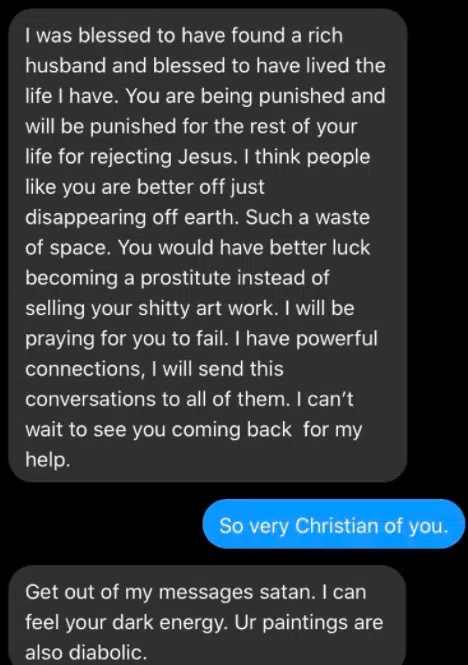 I was blessed to have found a rich
husband and blessed to have lived the
life I have. You are being punished and
will be punished for the rest of your
life for rejecting Jesus. I think people
like you are better off just
disappearing off earth. Such a waste
of space. You would have better luck
becoming a prostitute instead of
selling your shitty art work. I will be
praying for you to fail. I have powerful
connections, I will send this
conversations to all of them. I can’t
wait to see you coming back  for my
help.
So very Christian of you.
Get out of my messages satan. I can
feel your dark energy. Ur paintings are
also diabolic.